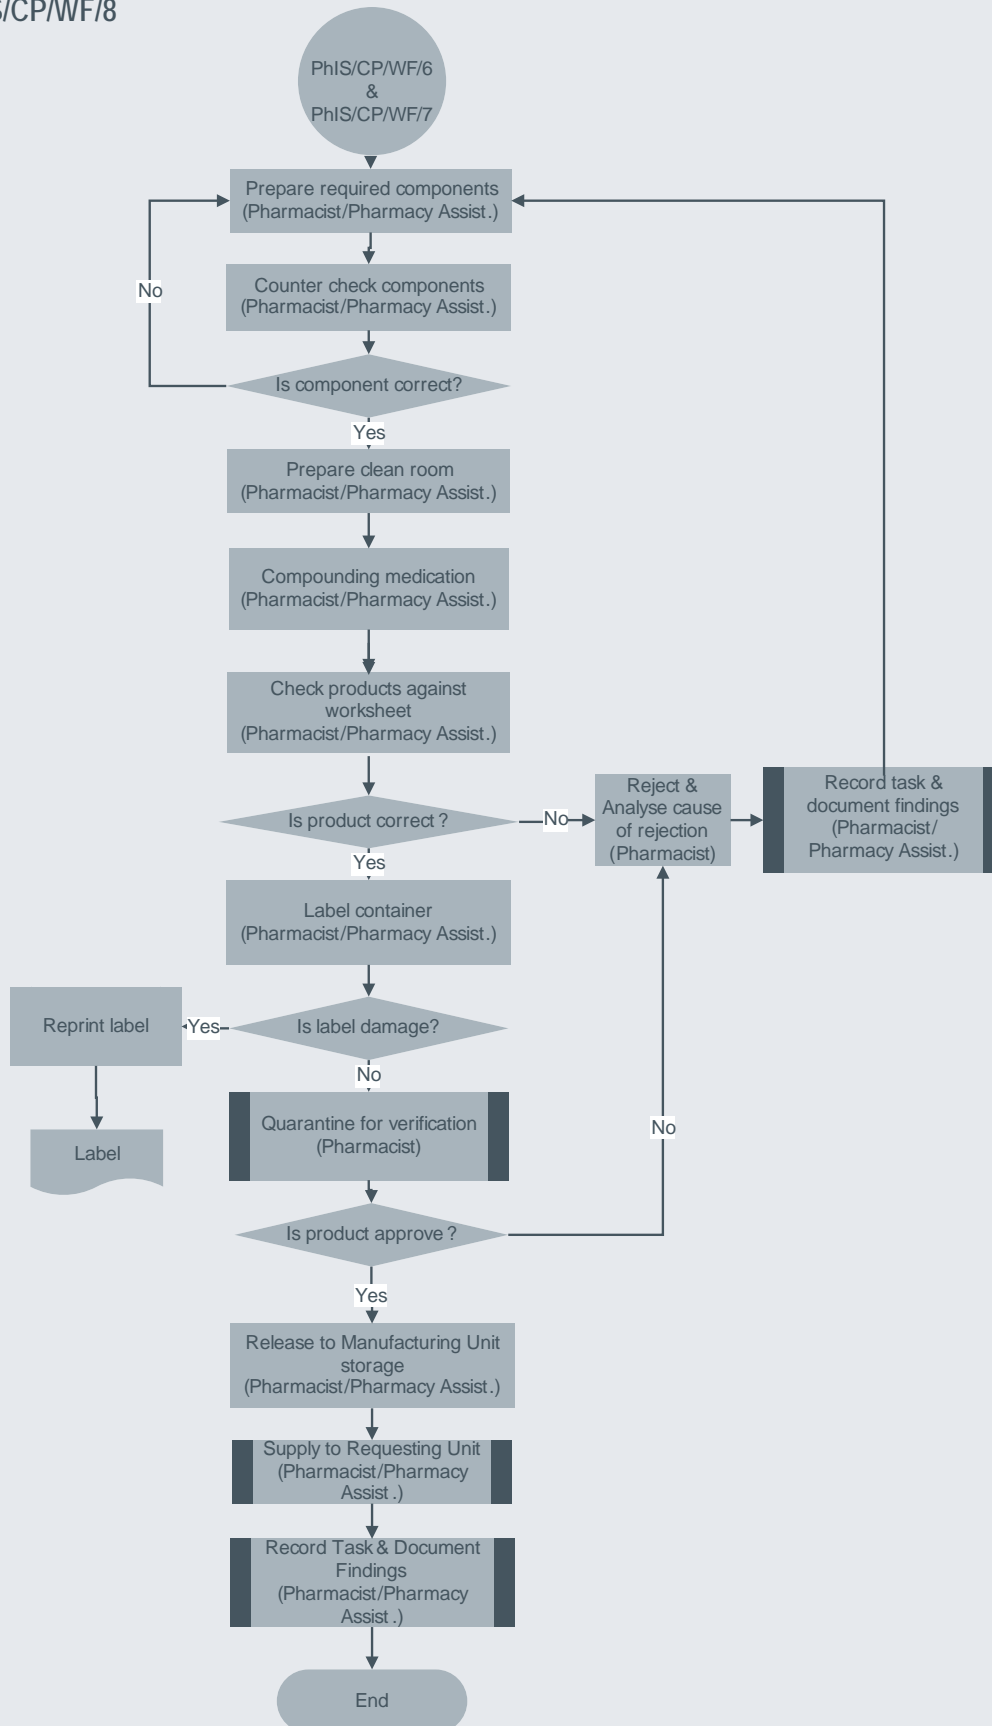 S/CP/WF/8
PhIS/CP/WF/6
&
PhIS/CP/WF/7
Prepare required components
(Pharmacist/Pharmacy Assist.)
No
Counter check components
(Pharmacist/Pharmacy Assist.)
Is component correct?
Yes
Prepare clean room
(Pharmacist/Pharmacy Assist.)
Compounding medication
(Pharmacist/Pharmacy Assist.)
Check products against
worksheet
(Pharmacist/Pharmacy Assist.)
Is product correct?
No
Reject &
Analyse cause
of rejection
(Pharmacist)
Record task &
document findings
(Pharmacist/
Pharmacy Assist.)
Yes
Label container
(Pharmacist/Pharmacy Assist.)
Is label damage?
Yes
Reprint label
Label
No
Quarantine for verification
(Pharmacist)
No
Is product approve?
Yes
Release to Manufacturing Unit
storage
(Pharmacist/Pharmacy Assist.)
Supply to Requesting Unit
(Pharmacist/Pharmacy
Assist.)
Record Task & Document
Findings
(Pharmacist/Pharmacy
Assist.)
End